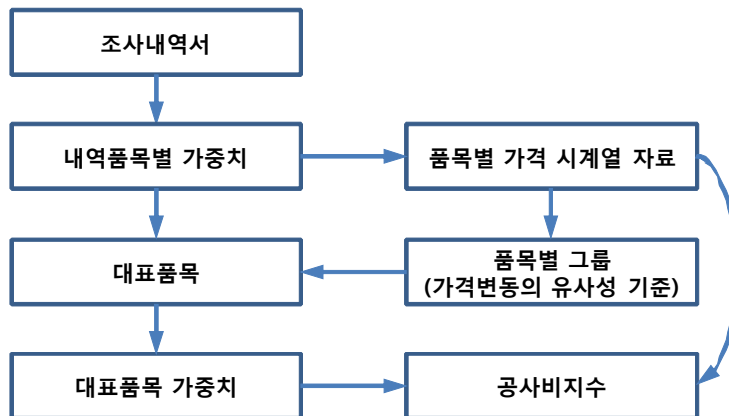 조사내역서
내역품목별 가중치
품목별 가격 시계열 자료
대표품목
품목별 그룹
(가격변동의 유사성 기준)
대표품목 가중치
공사비지수